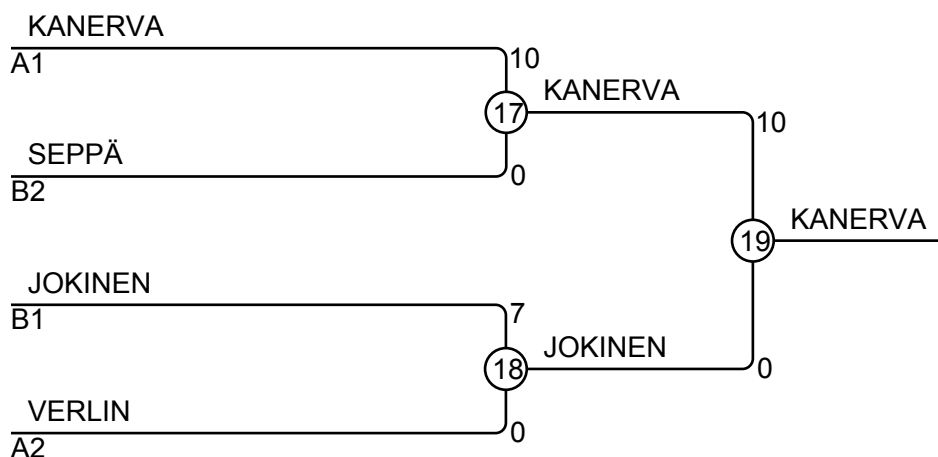 KANERVA
A1
10
17
KANERVA
10
SEPPÄ
B2
0
19
KANERVA
JOKINEN
B1
7
18
JOKINEN
0
VERLIN
A2
0